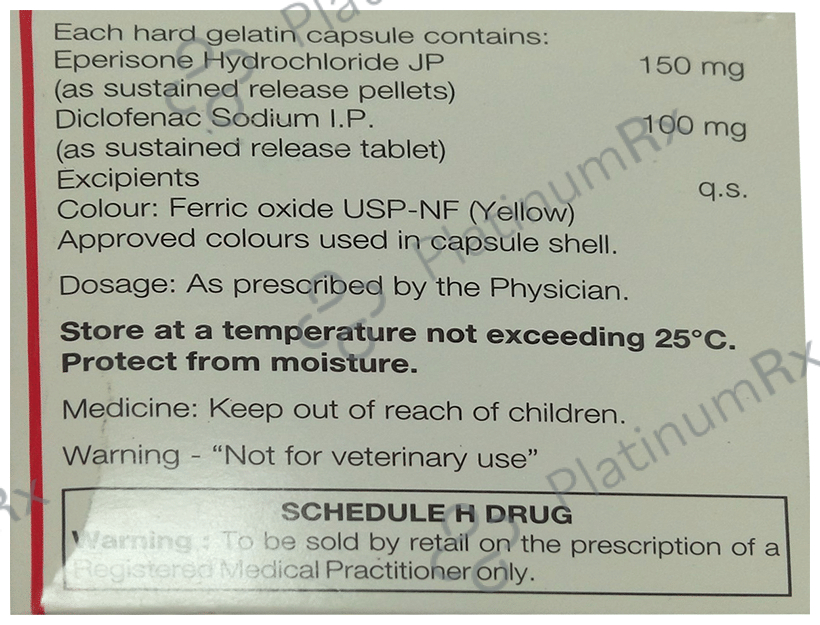 Each hard gelatin capsule contains:
Eperisone Hydrochloride JP 150 mg
(as sustained release pellets)
Diclofenac Sodium I.P. 100 mg
(as sustained release tablet)
Excipients q.s.
Colour: Ferric oxide USP-NF (Yellow)
Approved colours used in capsule shell.
Dosage: As prescribed by the Physician.
Store at a temperature not exceeding 25°C.
Protect from moisture.
Medicine: Keep out of reach of children.
Warning - “Not for veterinary use”
SCHEDULE H DRUG
Warning : To be sold by retail on the prescription of a
Registered Medical Practitioner only.
PlatinumRx
PlatinumRx
Plat
Rx